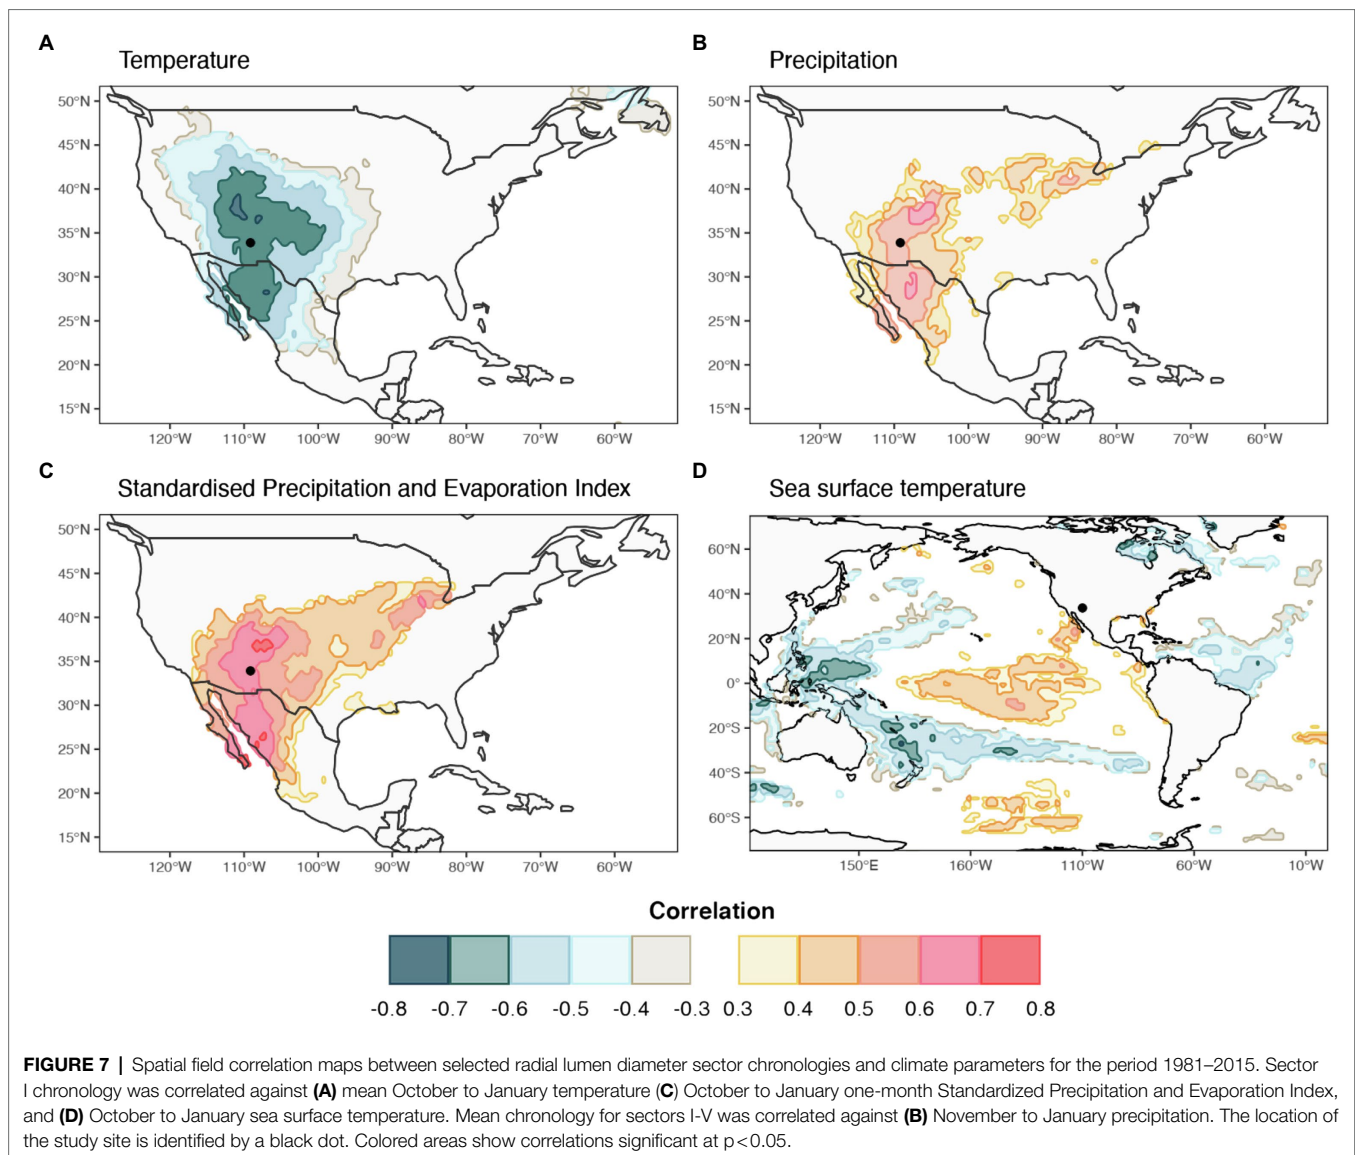 A
Temperature
50°N
45°N
40°N
35°N
30°N
25°N
20°N
15°N
120°W 110°W 100°W 90°W 80°W 70°W 60°W
B
Precipitation
50°N
45°N
40°N
35°N
30°N
25°N
20°N
15°N
120°W 110°W 100°W 90°W 80°W 70°W 60°W
C
Standardised Precipitation and Evaporation Index
50°N
45°N
40°N
35°N
30°N
25°N
20°N
15°N
120°W 110°W 100°W 90°W 80°W 70°W 60°W
D
Sea surface temperature
60°N
40°N
20°N
0°
20°S
40°S
60°S
150°E 160°W 110°W 60°W 10°W
Correlation
-0.8 -0.7 -0.6 -0.5 -0.4 -0.3 0.3 0.4 0.5 0.6 0.7 0.8
FIGURE 7 | Spatial field correlation maps between selected radial lumen diameter sector chronologies and climate parameters for the period 1981–2015. Sector
I chronology was correlated against (A) mean October to January temperature (C) October to January one-month Standardized Precipitation and Evaporation Index,
and (D) October to January sea surface temperature. Mean chronology for sectors I-V was correlated against (B) November to January precipitation. The location of
the study site is identified by a black dot. Colored areas show correlations significant at p<0.05.